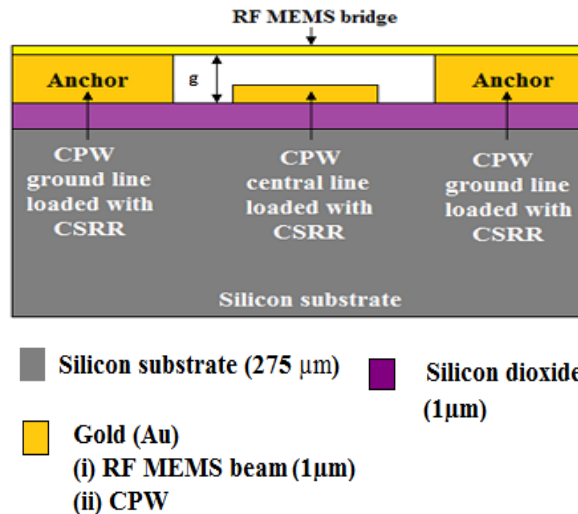 RF MEMS bridge
Anchor
g
Anchor
CPW
ground line
loaded with
CSRR
CPW
central line
loaded with
CSRR
CPW
ground line
loaded with
CSRR
Silicon substrate
Silicon substrate (275 μm)
Silicon dioxide
(1μm)
Gold (Au)
(i) RF MEMS beam (1μm)
(ii) CPW